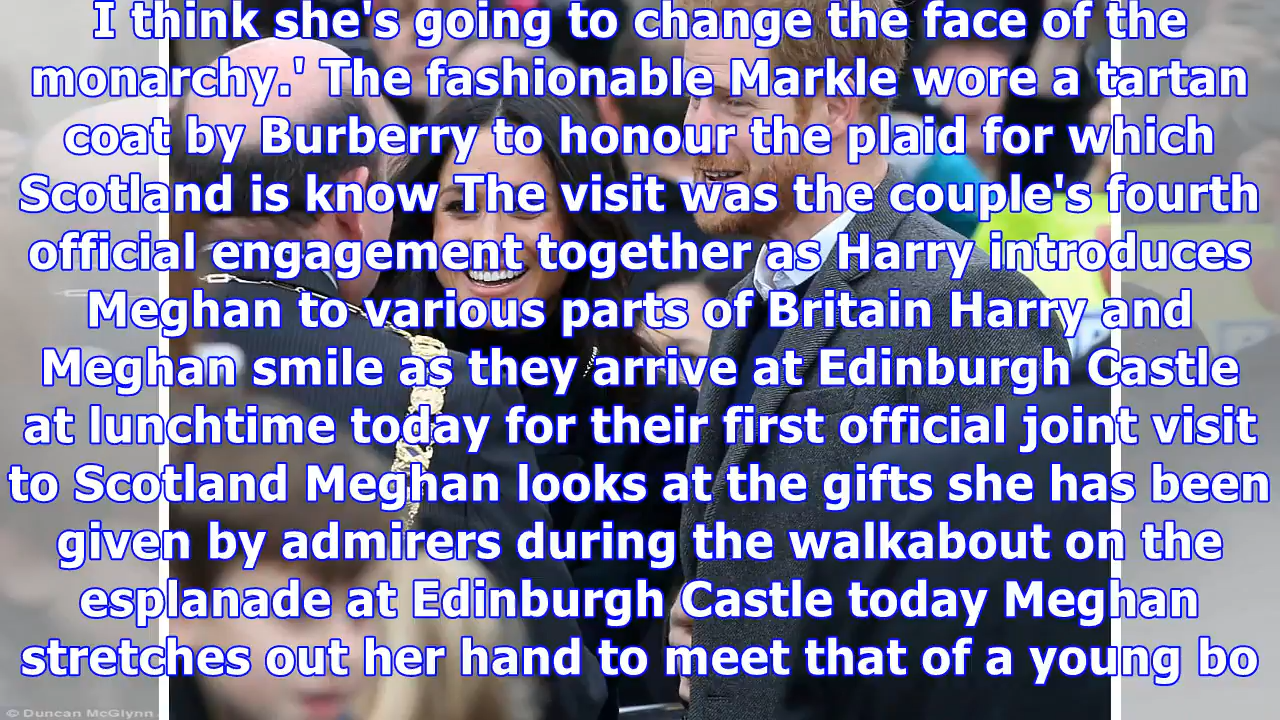 I think she's going to change the face of the
monarchy.' The fashionable Markle wore a tartan
coat by Burberry to honour the plaid for which
Scotland is know The visit was the couple's fourth
official engagement together as Harry introduces
Meghan to various parts of Britain Harry and
Meghan smile as they arrive at Edinburgh Castle
at lunchtime today for their first official joint visit
to Scotland Meghan looks at the gifts she has been
given by admirers during the walkabout on the
esplanade at Edinburgh Castle today Meghan
stretches out her hand to meet that of a young bo
© Duncan McGlynn